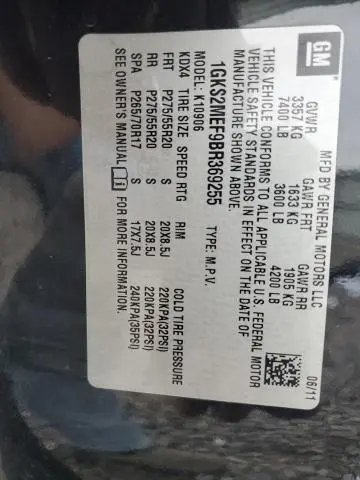 GM
MFD BY GENERAL MOTORS LLC
06/11
GVWR GAWR FRT GAWR RR
3357 KG 1633 KG 1905 KG
7400 LB 3600 LB 4200 LB
THIS VEHICLE CONFORMS TO ALL APPLICABLE U.S. FEDERAL MOTOR
VEHICLE SAFETY STANDARDS IN EFFECT ON THE DATE OF
MANUFACTURE SHOWN ABOVE.
1GKS2MEF9BR369255 TYPE: M.P.V.
MODEL: K10906
KDX4 TIRE SIZE SPEED RTG RIM COLD TIRE PRESSURE
FRT P275/55R20 S 20X8.5J 220KPA(32PSI)
RR P275/55R20 S 20X8.5J 220KPA(32PSI)
SPA P265/70R17 S 17X7.5J 240KPA(35PSI)
SEE OWNER'S MANUAL FOR MORE INFORMATION.